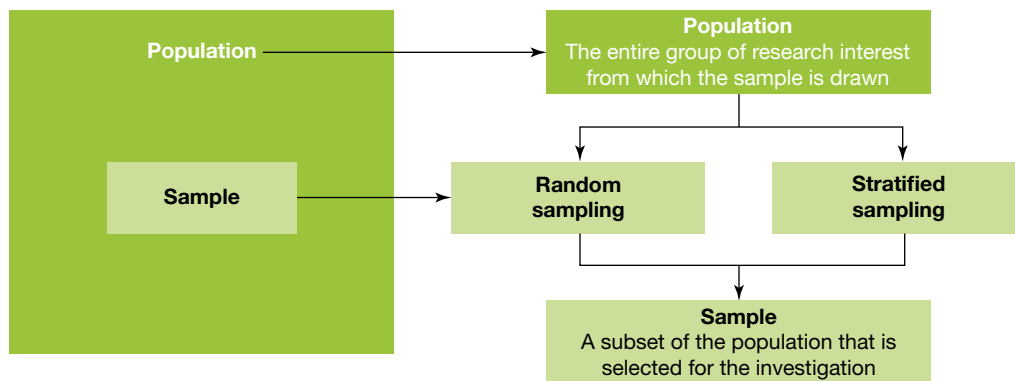 Population
Population
The entire group of research interest
from which the sample is drawn
Sample
Random
sampling
Stratified
sampling
Sample
A subset of the population that is
selected for the investigation